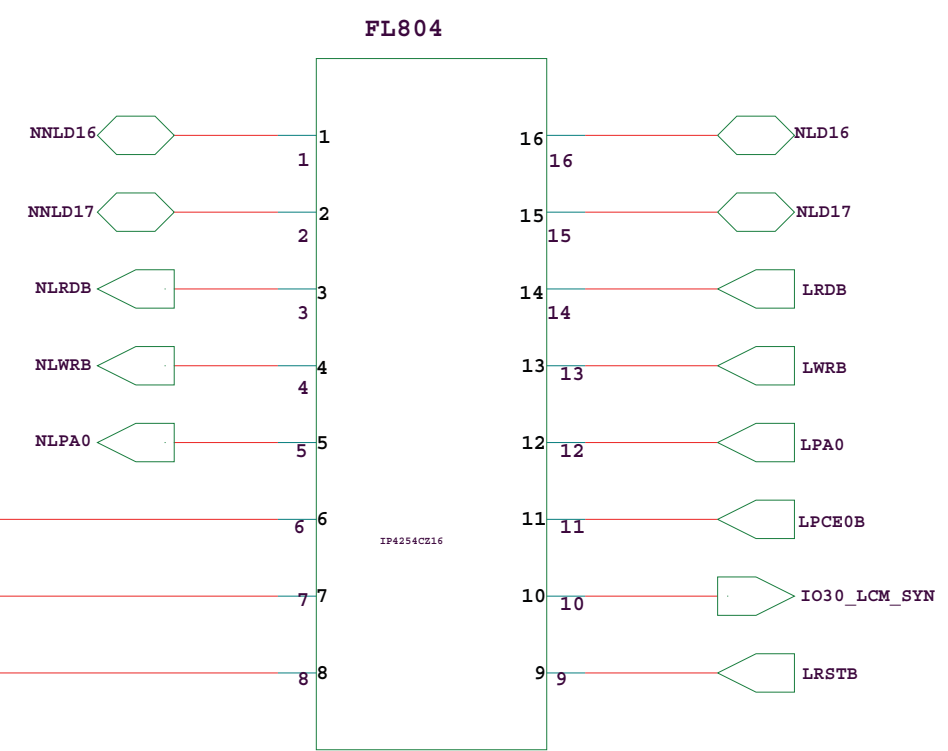 FL804
NNLD16 1 1 16 16 NLD16
NNLD17 2 2 15 15 NLD17
NLRDB 3 3 14 14 LRDB
NLWRB 4 4 13 13 LWRB
NLPA0 5 5 12 12 LPA0
6 6 11 11 LPCE0B
IP4254CZ16
7 7 10 10 IO30_LCM_SYN
8 8 9 9 LRSTB